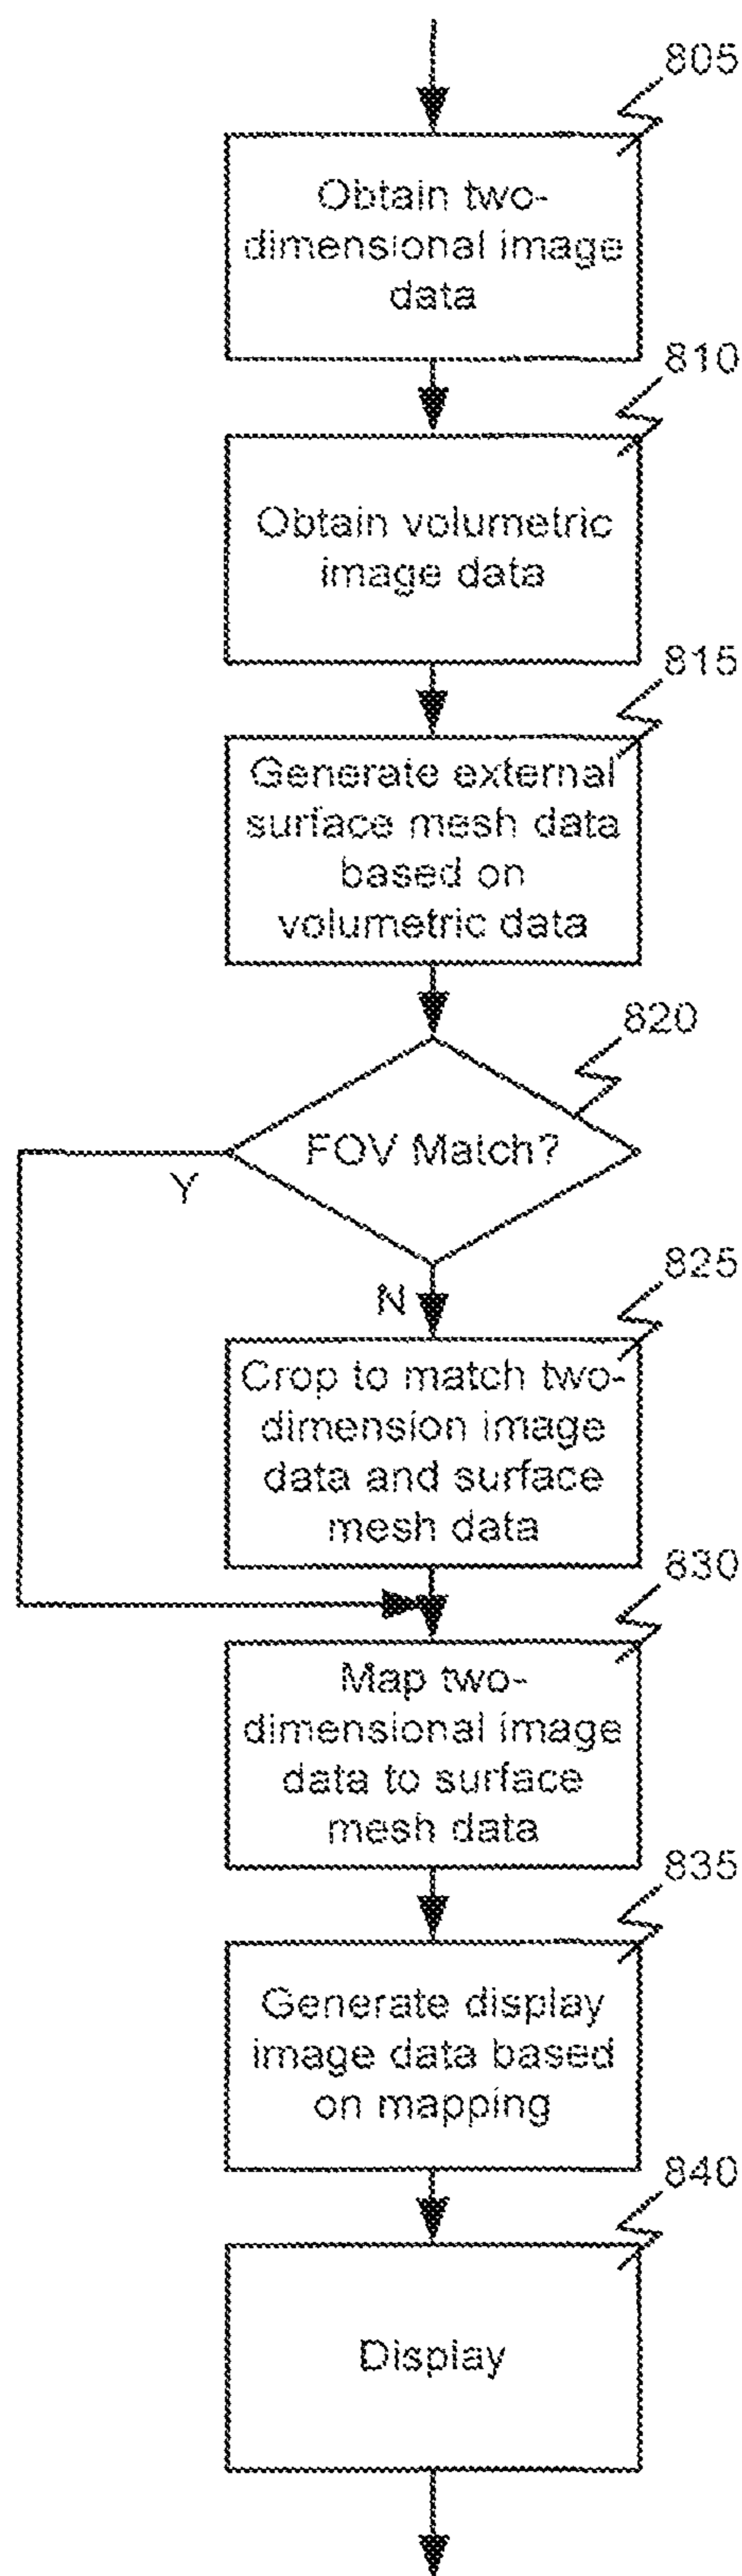 805
Obtain two-
dimensional image
data
810
Obtain volumetric
image data
815
Generate external
surface mesh data
based on
volumetric data
820
FOV Match?
Y
N
825
Crop to match two-
dimension image
data and surface
mesh data
830
Map two-
dimensional image
data to surface
mesh data
835
Generate display
image data based
on mapping
840
Display